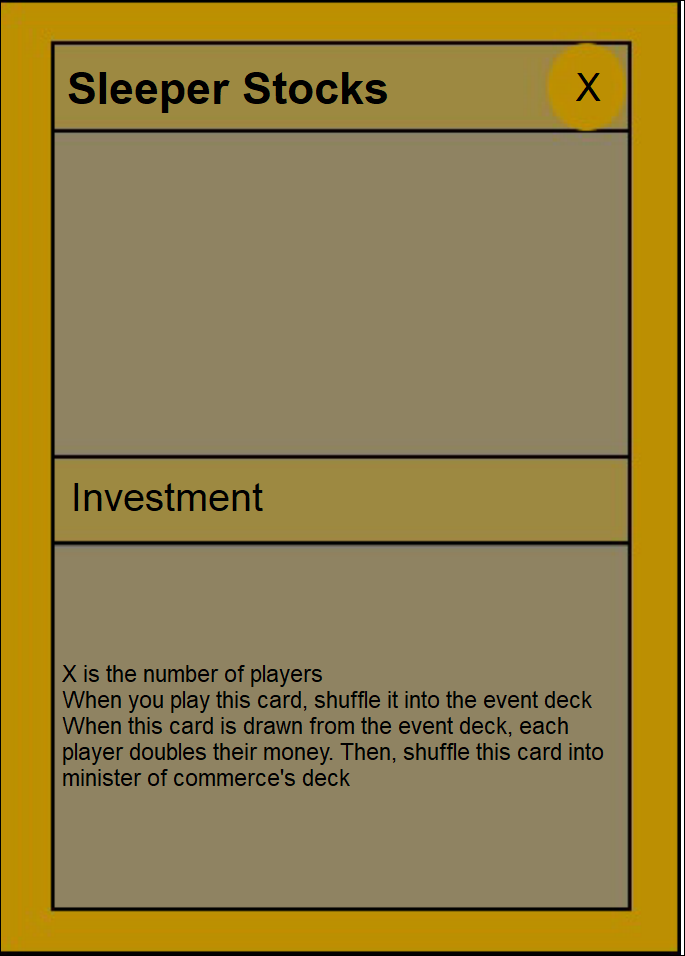 Sleeper Stocks
X
Investment
X is the number of players
When you play this card, shuffle it into the event deck
When this card is drawn from the event deck, each
player doubles their money. Then, shuffle this card into
minister of commerce's deck